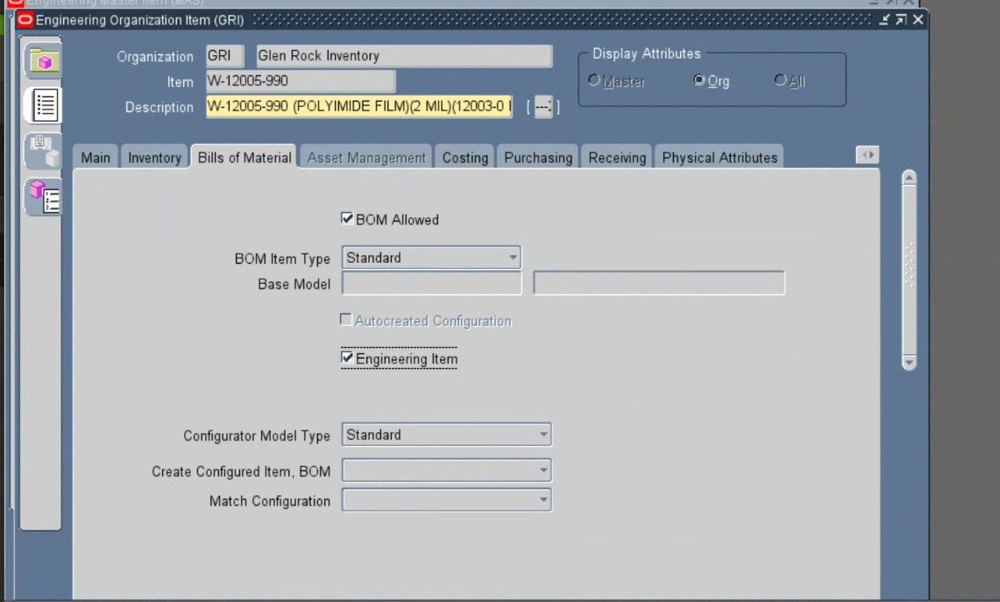 Engineering Master Item (MAS)
Engineering Organization Item (GRI)
Organization GRI Glen Rock Inventory
Item W-12005-990
Description W-12005-990 (POLYIMIDE FILM)(2 MIL)(12003-0 [ ---: ]
Display Attributes
Master Org All
Main Inventory Bills of Material Asset Management Costing Purchasing Receiving Physical Attributes
BOM Allowed
BOM Item Type Standard
Base Model
Autocreated Configuration
Engineering Item
Configurator Model Type Standard
Create Configured Item, BOM
Match Configuration